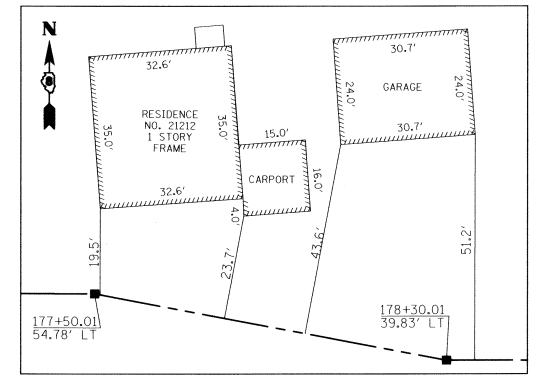 N
32.6'
30.7'
35.0'
RESIDENCE
NO. 21212
1 STORY
FRAME
35.0'
24.0'
GARAGE
24.0'
15.0'
30.7'
CARPORT
16.0'
32.6'
4.0'
19.5'
23.7'
43.6'
51.2'
177+50.01
54.78' LT
178+30.01
39.83' LT